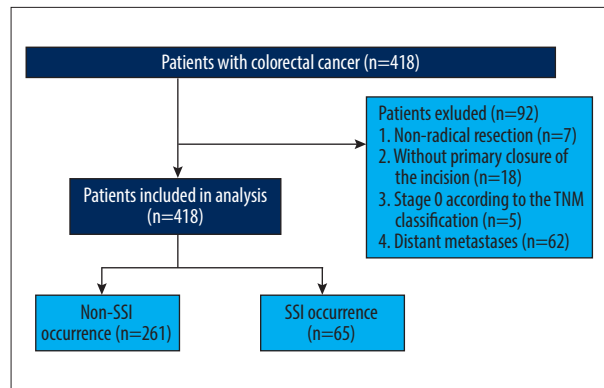 Patients with colorectal cancer (n=418)
Patients exluded (n=92)
1. Non-radical resection (n=7)
2. Without primary closure of
the incision (n=18)
3. Stage 0 according to the TNM
classification (n=5)
4. Distant metastases (n=62)
Patients included in analysis
(n=418)
Non-SSI
occurrence (n=261)
SSI occurrence
(n=65)